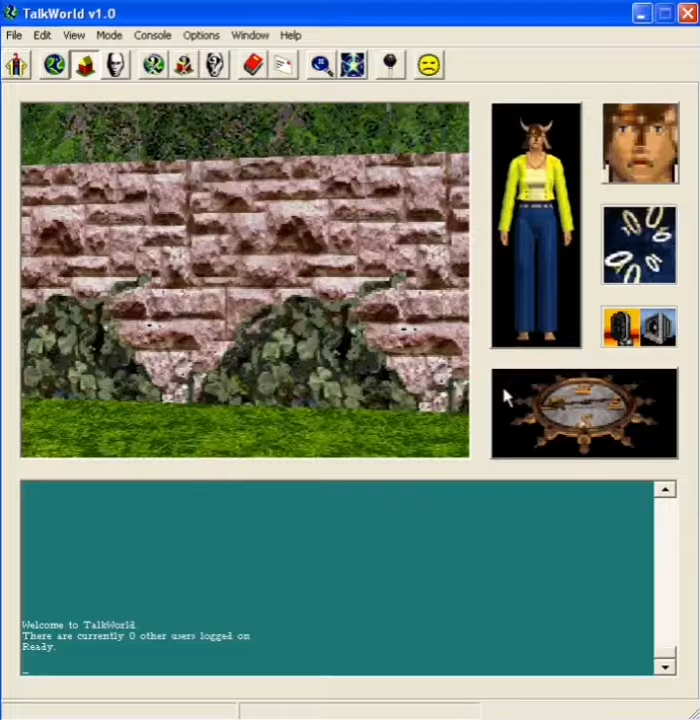 TalkWorld v1.0
File Edit View Mode Console Options Window Help
Welcome to TalkWorld.
There are currently 0 other users logged on
Ready.